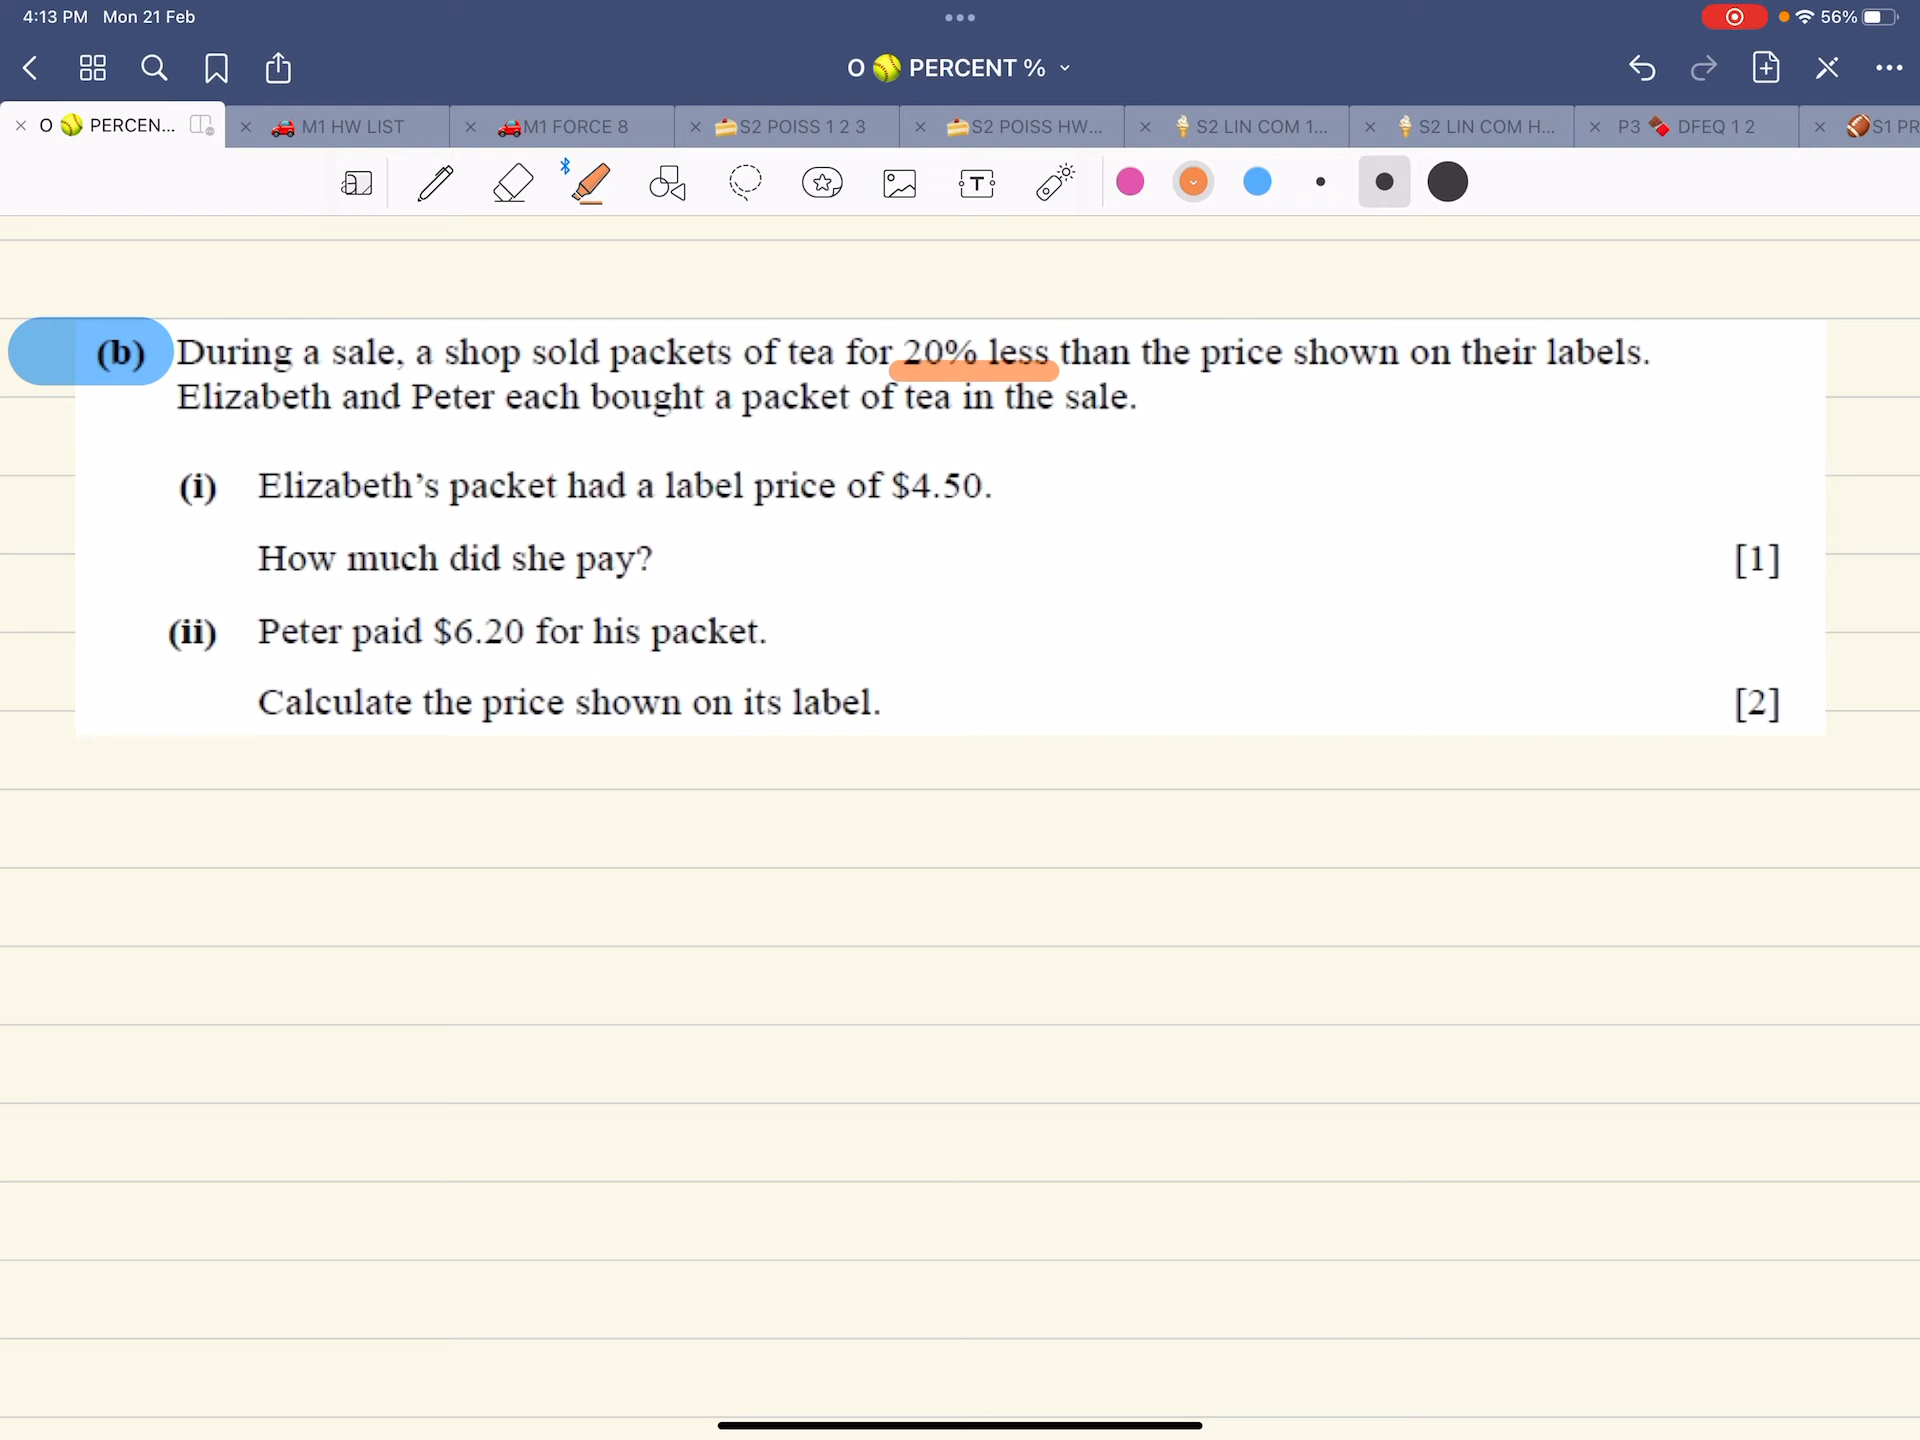 4:13 PM Mon 21 Feb
56%
O PERCENT %
O PERCEN...
M1 HW LIST
M1 FORCE 8
S2 POISS 1 2 3
S2 POISS HW...
S2 LIN COM 1...
S2 LIN COM H...
P3 DFEQ 1 2
S1 PR
(b) During a sale, a shop sold packets of tea for 20% less than the price shown on their labels.
Elizabeth and Peter each bought a packet of tea in the sale.
(i) Elizabeth's packet had a label price of $4.50.
How much did she pay? [1]
(ii) Peter paid $6.20 for his packet.
Calculate the price shown on its label. [2]